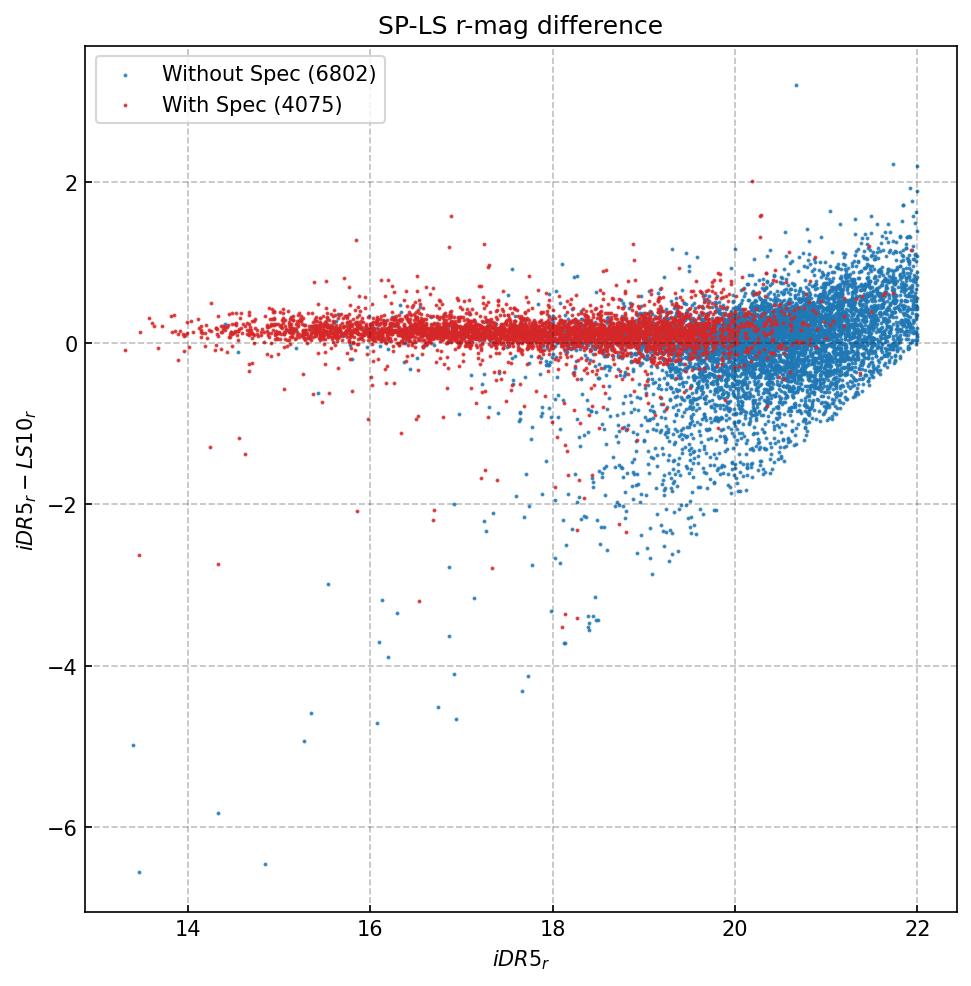 SP-LS r-mag difference
Without Spec (6802)
With Spec (4075)
2
0
−2
−4
−6
iDR5r − LS10r
14
16
18
20
22
iDR5r